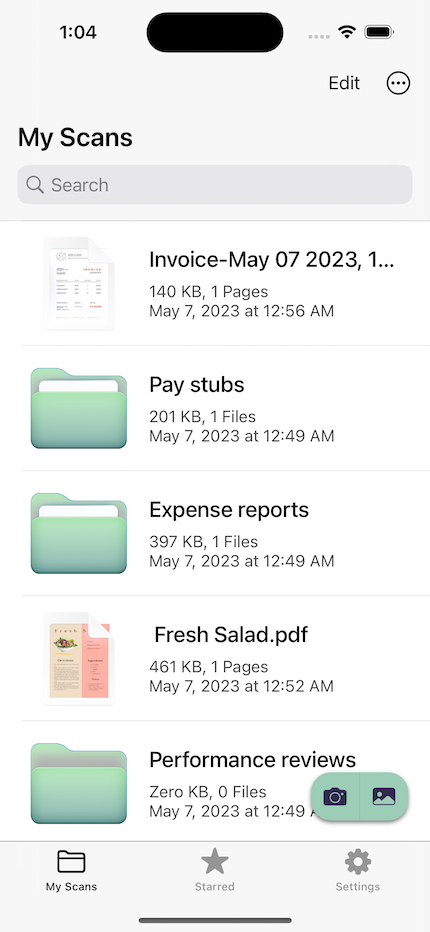 1:04
Edit
My Scans
Search
Invoice-May 07 2023, 1...
140 KB, 1 Pages
May 7, 2023 at 12:56 AM
Pay stubs
201 KB, 1 Files
May 7, 2023 at 12:49 AM
Expense reports
397 KB, 1 Files
May 7, 2023 at 12:49 AM
Fresh Salad.pdf
461 KB, 1 Pages
May 7, 2023 at 12:52 AM
Performance reviews
Zero KB, 0 Files
May 7, 2023 at 12:49
My Scans
Starred
Settings